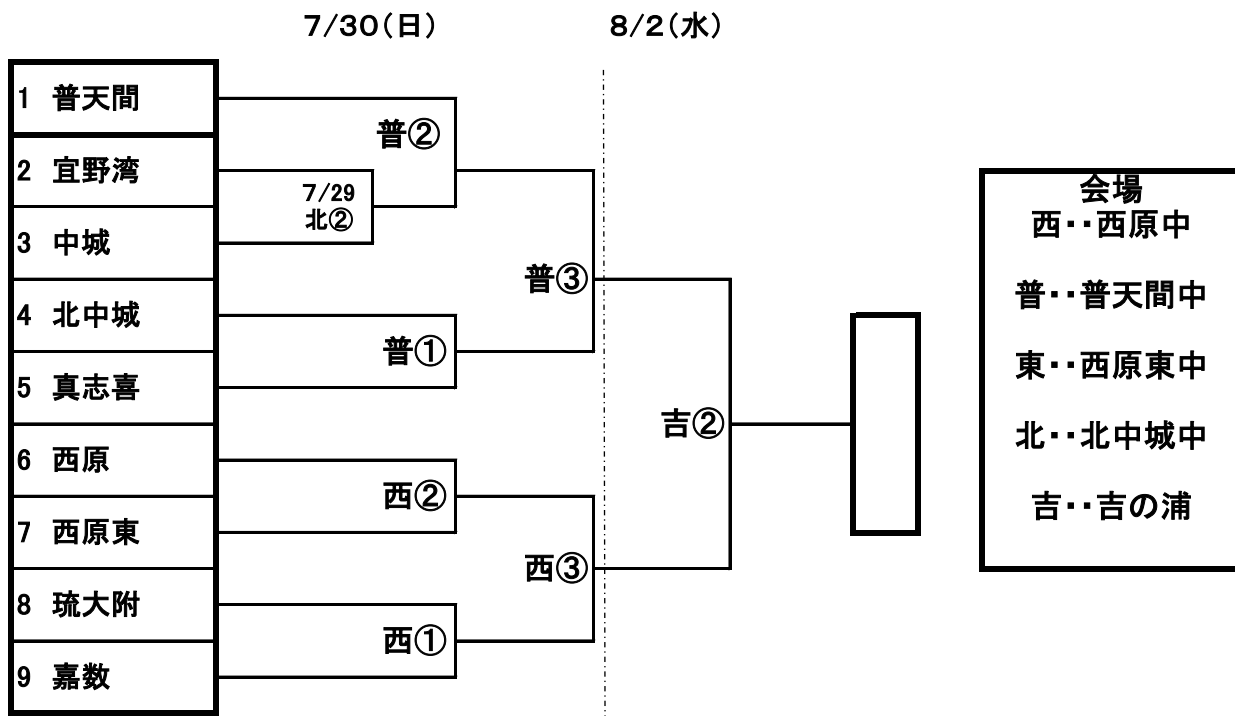 7/30(日)
8/2(水)
1 普天間
2 宜野湾
3 中城
4 北中城
5 真志喜
6 西原
7 西原東
8 琉大附
9 嘉数
普②
7/29
北②
普③
普①
吉②
西②
西③
西①
会場
西・・西原中
普・・普天間中
東・・西原東中
北・・北中城中
吉・・吉の浦